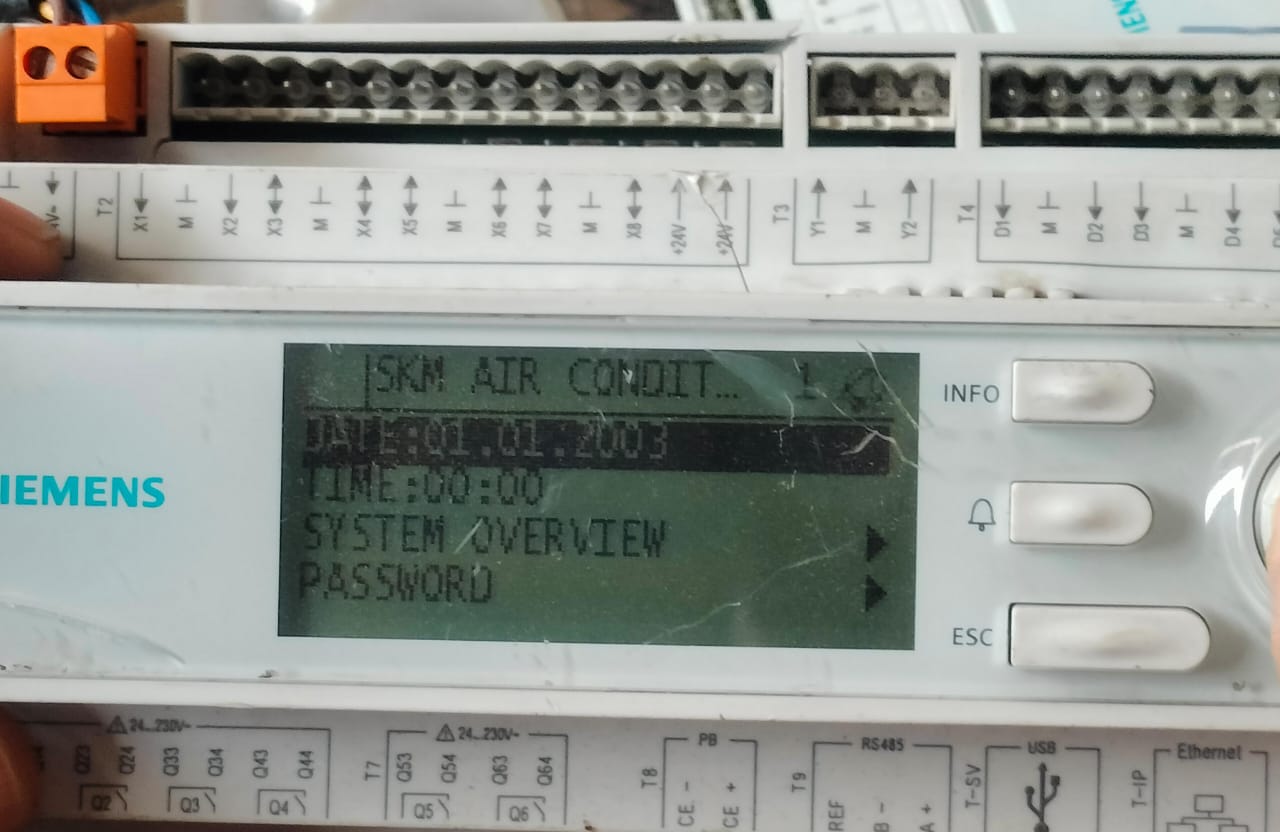 IEN
T2
X1
M
X2
X3
M
X4
X5
M
X6
X7
M
X8
+24V
+24V
T3
Y1
M
Y2
T4
D1
M
D2
D3
M
D4
SKM AIR CONDIT... 1
DATE:01.01.2003
TIME:00:00
SYSTEM OVERVIEW
PASSWORD
IEMENS
INFO
ESC
24...230V~
Q23
Q24
Q33
Q34
Q43
Q44
Q2
Q3
Q4
T7
24...230V~
Q53
Q54
Q63
Q64
Q5
Q6
T8
PB
CE -
CE +
T9
RS485
REF
B -
A +
T-SV
USB
T-IP
Ethernet